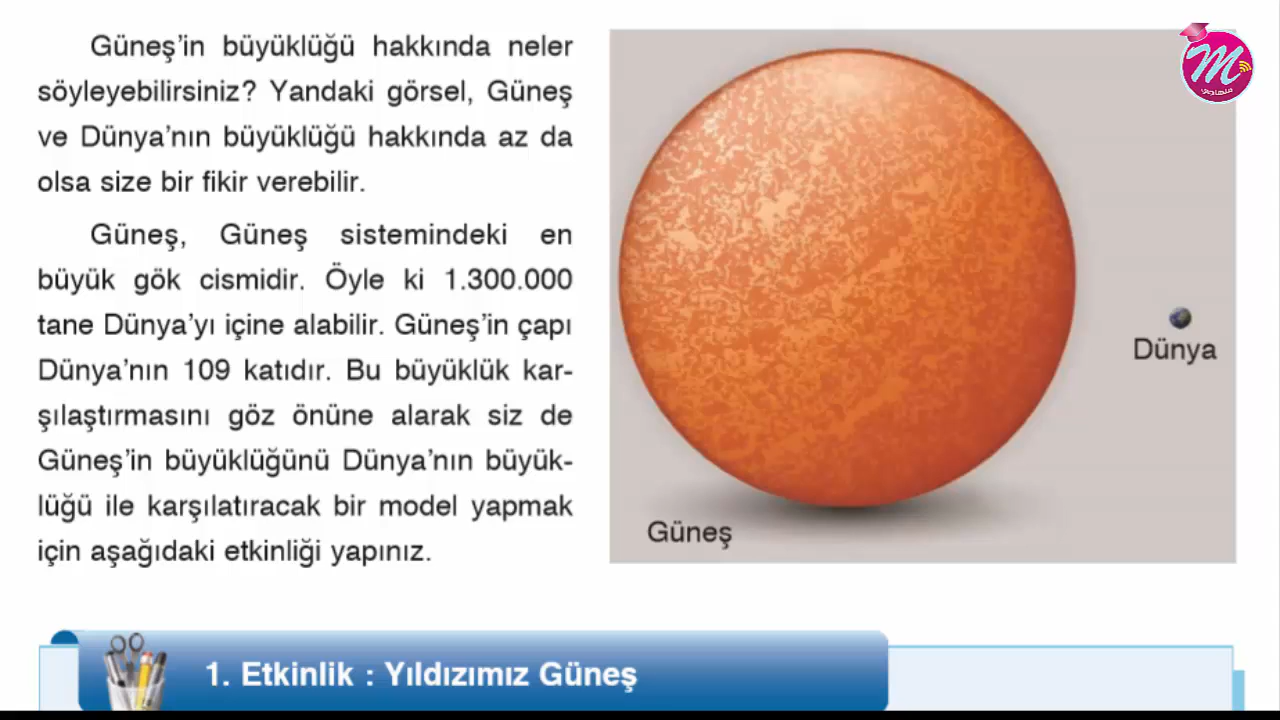 Güneş’in büyüklüğü hakkında neler
söyleyebilirsiniz? Yandaki görsel, Güneş
ve Dünya’nın büyüklüğü hakkında az da
olsa size bir fikir verebilir.
Güneş, Güneş sistemindeki en
büyük gök cismidir. Öyle ki 1.300.000
tane Dünya’yı içine alabilir. Güneş’in çapı
Dünya’nın 109 katıdır. Bu büyüklük kar-
şılaştırmasını göz önüne alarak siz de
Güneş’in büyüklüğünü Dünya’nın büyük-
lüğü ile karşılatıracak bir model yapmak
için aşağıdaki etkinliği yapınız.
Dünya
Güneş
M
منهاجي
1. Etkinlik : Yıldızımız Güneş